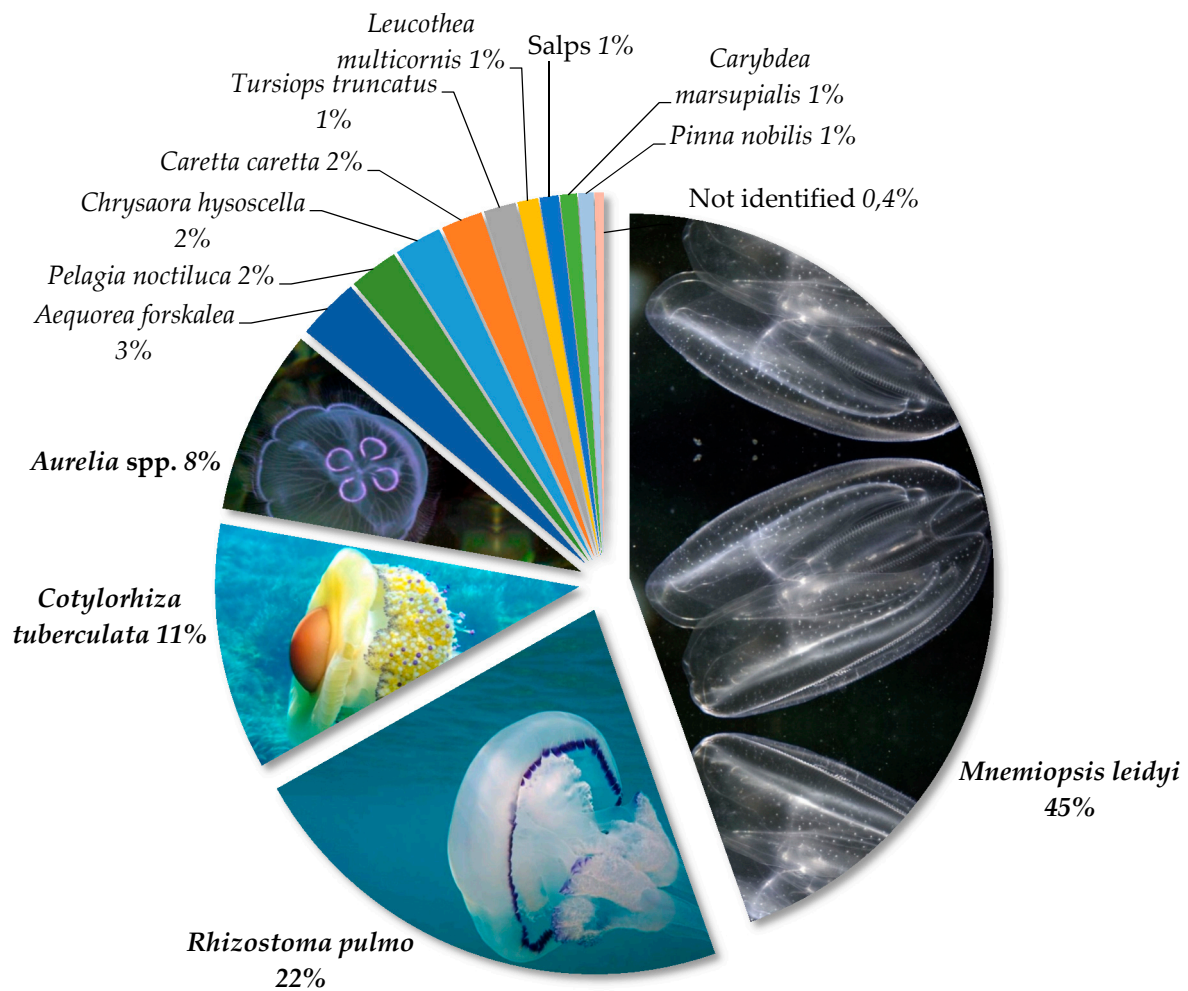 Leucothea
multicornis 1%
Salps 1%
Carybdea
marsupialis 1%
Tursiops truncatus
1%
Pinna nobilis 1%
Caretta caretta 2%
Not identified 0,4%
Chrysaora hysoscella
2%
Pelagia noctiluca 2%
Aequorea forskalea
3%
Aurelia spp. 8%
Cotylorhiza
tuberculata 11%
Mnemiopsis leidyi
45%
Rhizostoma pulmo
22%